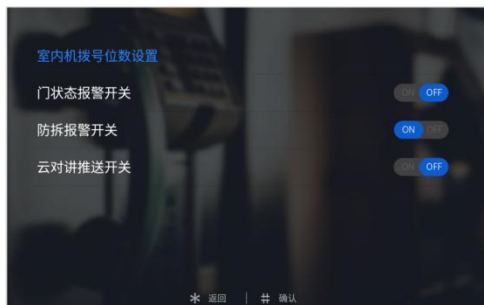 室内机拨号位数设置
门状态报警开关 ON OFF
防拆报警开关 ON OFF
云对讲推送开关 ON OFF
* 返回 | # 确认